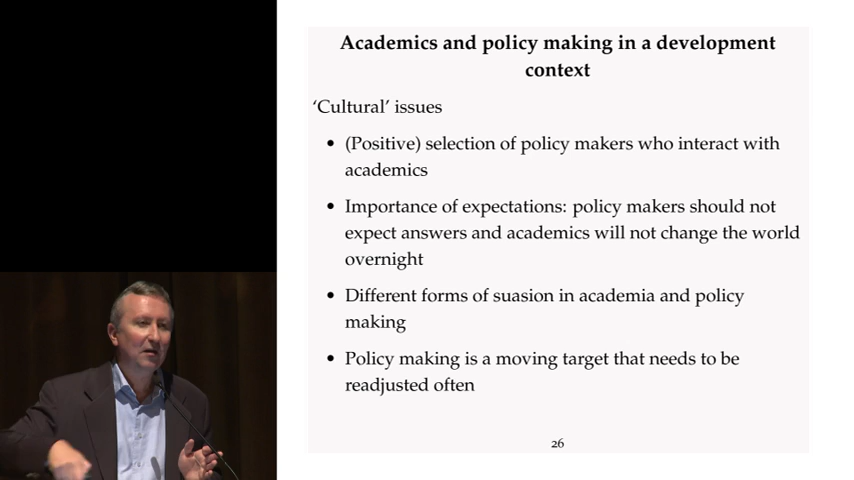 Academics and policy making in a development
context
‘Cultural’ issues
• (Positive) selection of policy makers who interact with
academics
• Importance of expectations: policy makers should not
expect answers and academics will not change the world
overnight
• Different forms of suasion in academia and policy
making
• Policy making is a moving target that needs to be
readjusted often
26